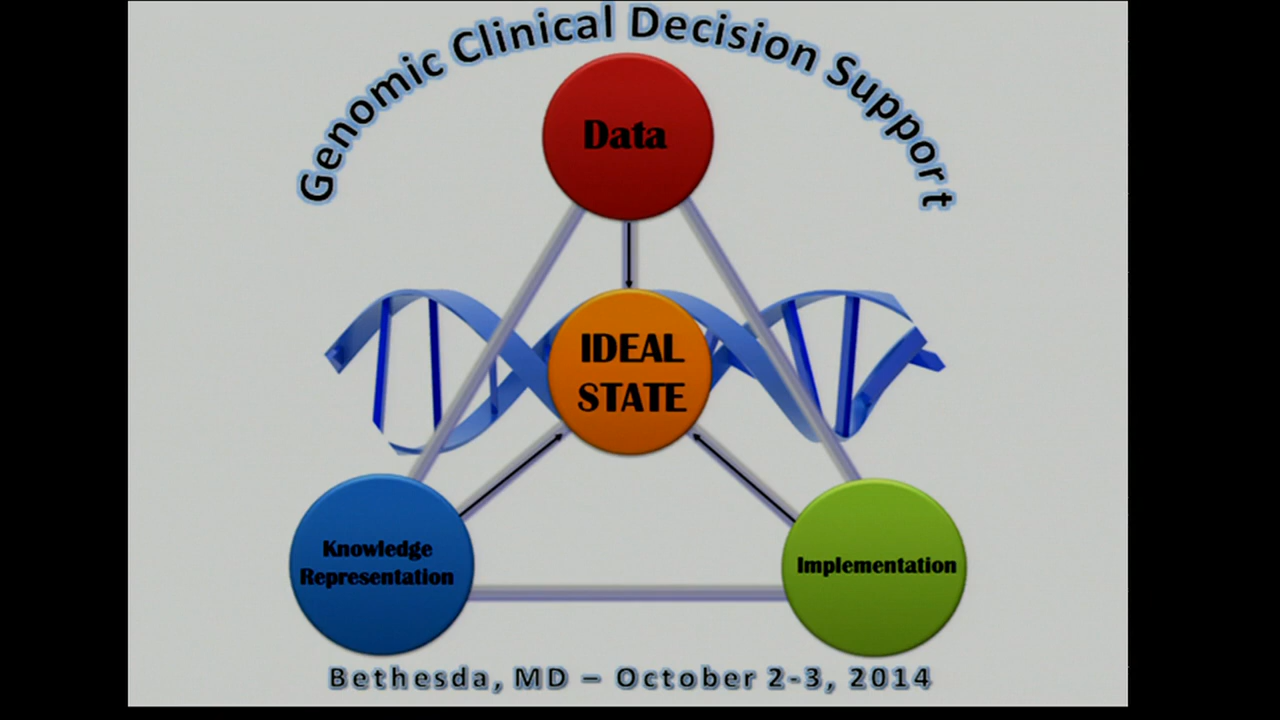 Genomic Clinical Decision Support
Data
IDEAL
STATE
Knowledge
Representation
Implementation
Bethesda, MD – October 2-3, 2014